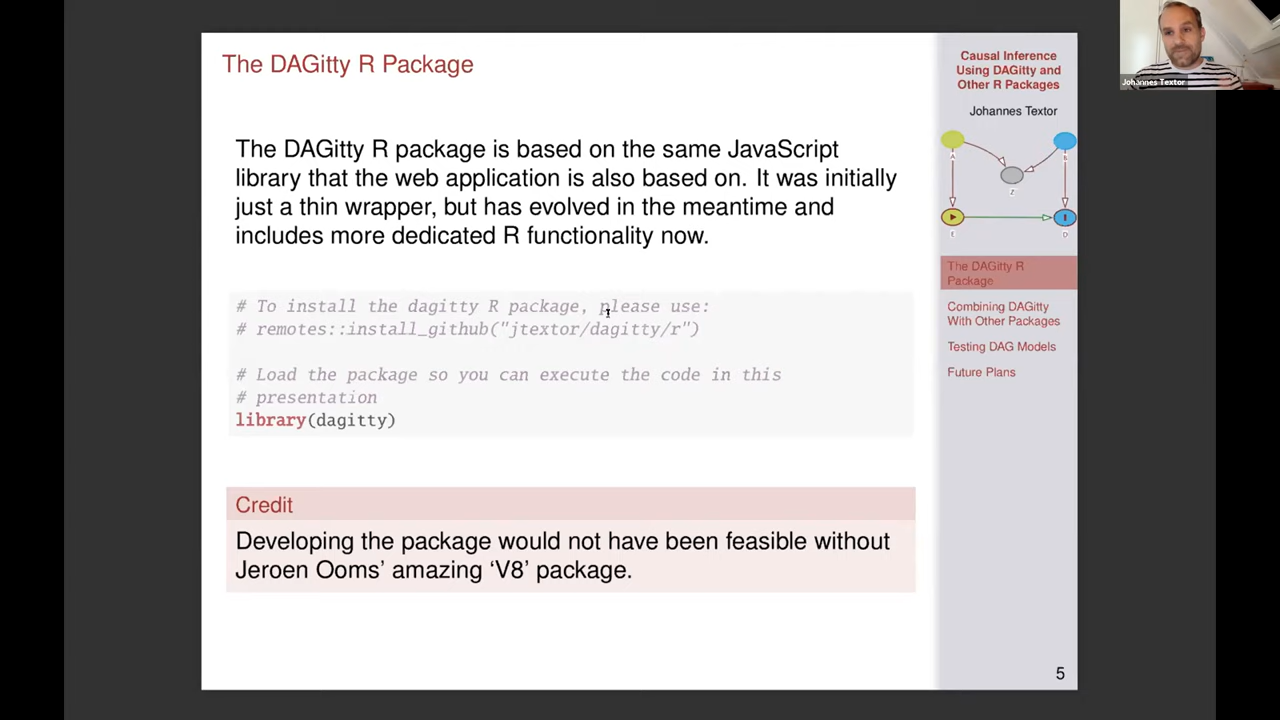 The DAGitty R Package
The DAGitty R package is based on the same JavaScript
library that the web application is also based on. It was initially
just a thin wrapper, but has evolved in the meantime and
includes more dedicated R functionality now.
# To install the dagitty R package, please use:
# remotes::install_github("jtextor/dagitty/r")
# Load the package so you can execute the code in this
# presentation
library(dagitty)
Credit
Developing the package would not have been feasible without
Jeroen Ooms' amazing ‘V8’ package.
Causal Inference
Using DAGitty and
Other R Packages
Johannes Textor
A
B
Z
E
D
The DAGitty R
Package
Combining DAGitty
With Other Packages
Testing DAG Models
Future Plans
5
Johannes Textor